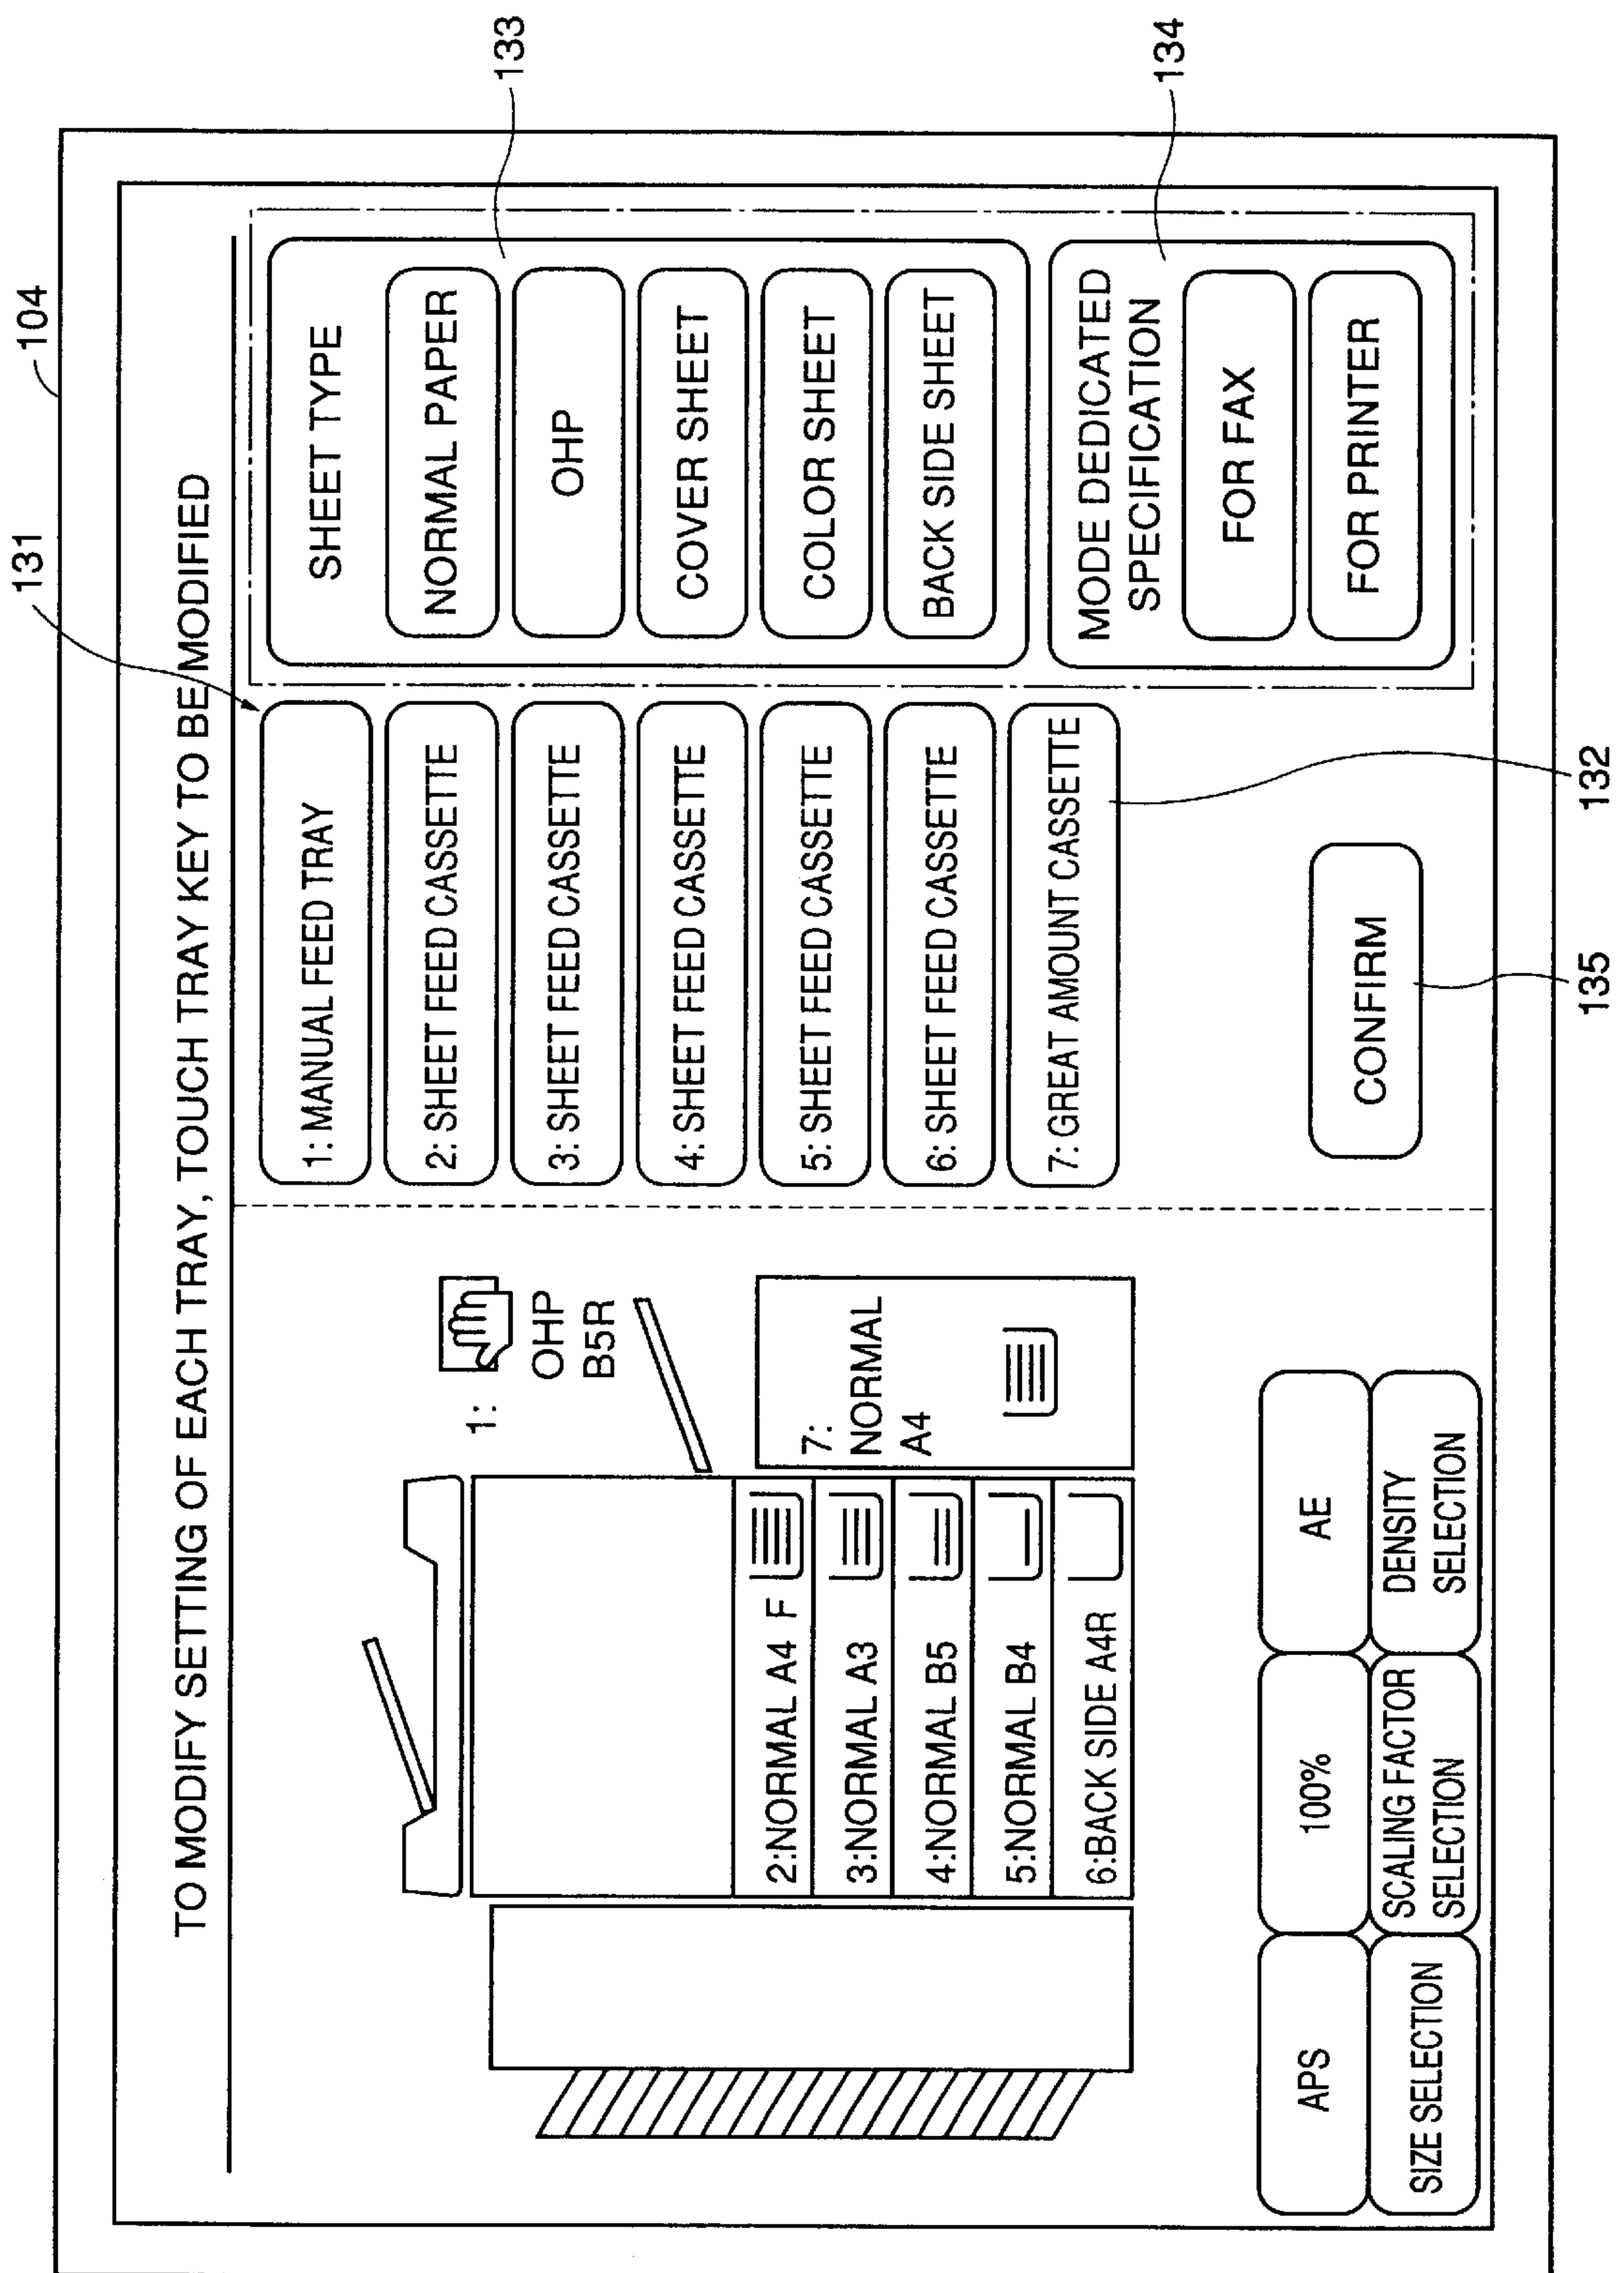 104
TO MODIFY SETTING OF EACH TRAY, TOUCH TRAY KEY TO BE MODIFIED
131
1:
OHP
B5R
2:NORMAL A4 F
3:NORMAL A3
4:NORMAL B5
5:NORMAL B4
6:BACK SIDE A4R
7:
NORMAL
A4
APS
100%
AE
SIZE SELECTION
SCALING FACTOR
SELECTION
DENSITY
SELECTION
1: MANUAL FEED TRAY
2: SHEET FEED CASSETTE
3: SHEET FEED CASSETTE
4: SHEET FEED CASSETTE
5: SHEET FEED CASSETTE
6: SHEET FEED CASSETTE
7: GREAT AMOUNT CASSETTE
CONFIRM
135
132
SHEET TYPE
NORMAL PAPER
OHP
COVER SHEET
COLOR SHEET
BACK SIDE SHEET
133
MODE DEDICATED
SPECIFICATION
FOR FAX
FOR PRINTER
134